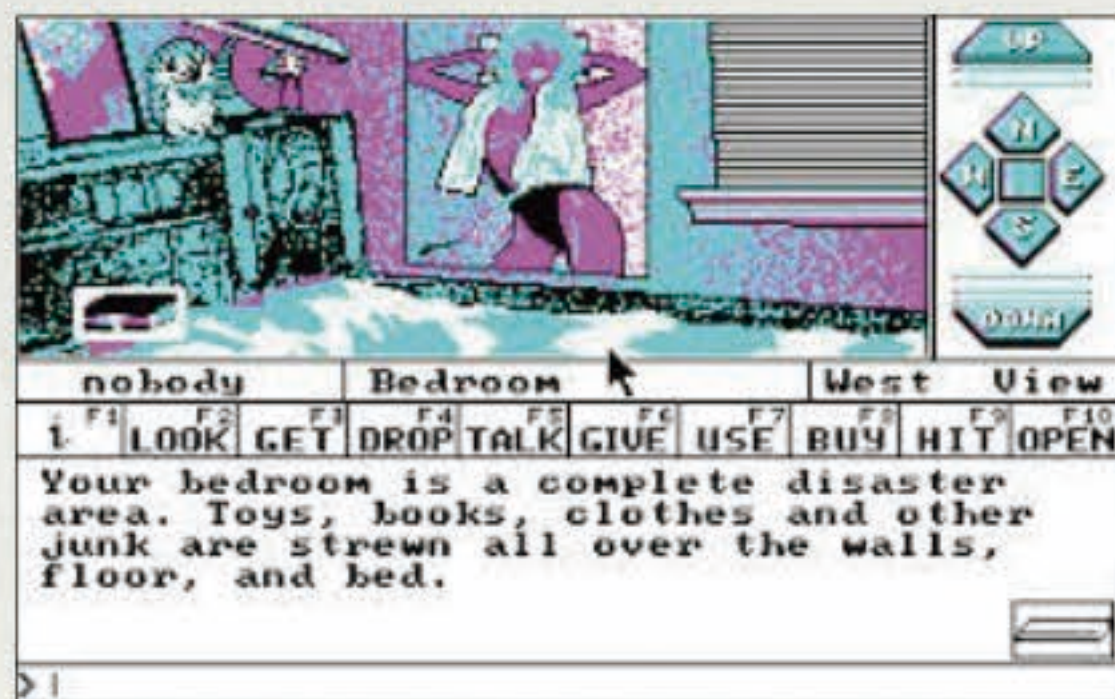 UP
N
W E
S
DOWN
nobody Bedroom West View
i F1 LOOK F2 GET F3 DROP F4 TALK F5 GIVE F6 USE F7 BUY F8 HIT F9 OPEN F10
Your bedroom is a complete disaster
area. Toys, books, clothes and other
junk are strewn all over the walls,
floor, and bed.
>